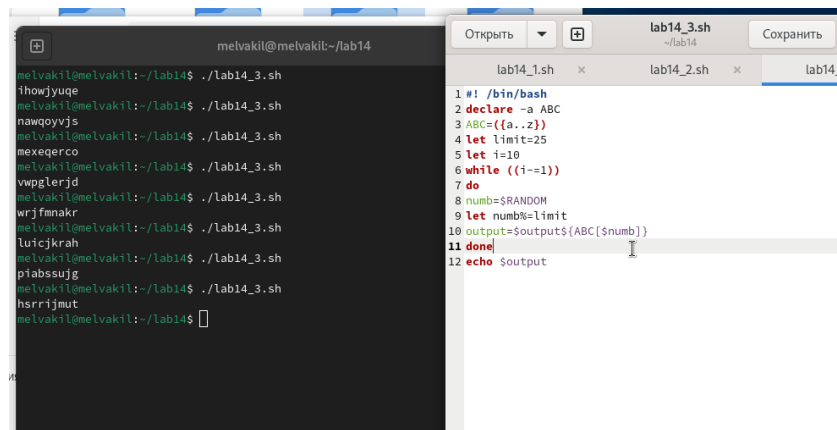 melvakil@melvakil:~/lab14
melvakil@melvakil:~/lab14$ ./lab14_3.sh
ihowjyuqe
melvakil@melvakil:~/lab14$ ./lab14_3.sh
nawqoyvjs
melvakil@melvakil:~/lab14$ ./lab14_3.sh
mexeqerco
melvakil@melvakil:~/lab14$ ./lab14_3.sh
vwpglerjd
melvakil@melvakil:~/lab14$ ./lab14_3.sh
wrjfmnakr
melvakil@melvakil:~/lab14$ ./lab14_3.sh
luicjkrah
melvakil@melvakil:~/lab14$ ./lab14_3.sh
piabssujg
melvakil@melvakil:~/lab14$ ./lab14_3.sh
hsrrijmut
melvakil@melvakil:~/lab14$
Открыть lab14_3.sh Сохранить
~/lab14
lab14_1.sh × lab14_2.sh × lab14_
1 #! /bin/bash
2 declare -a ABC
3 ABC=({a..z})
4 let limit=25
5 let i=10
6 while ((i-=1))
7 do
8 numb=$RANDOM
9 let numb%=limit
10 output=$output${ABC[$numb]}
11 done
12 echo $output